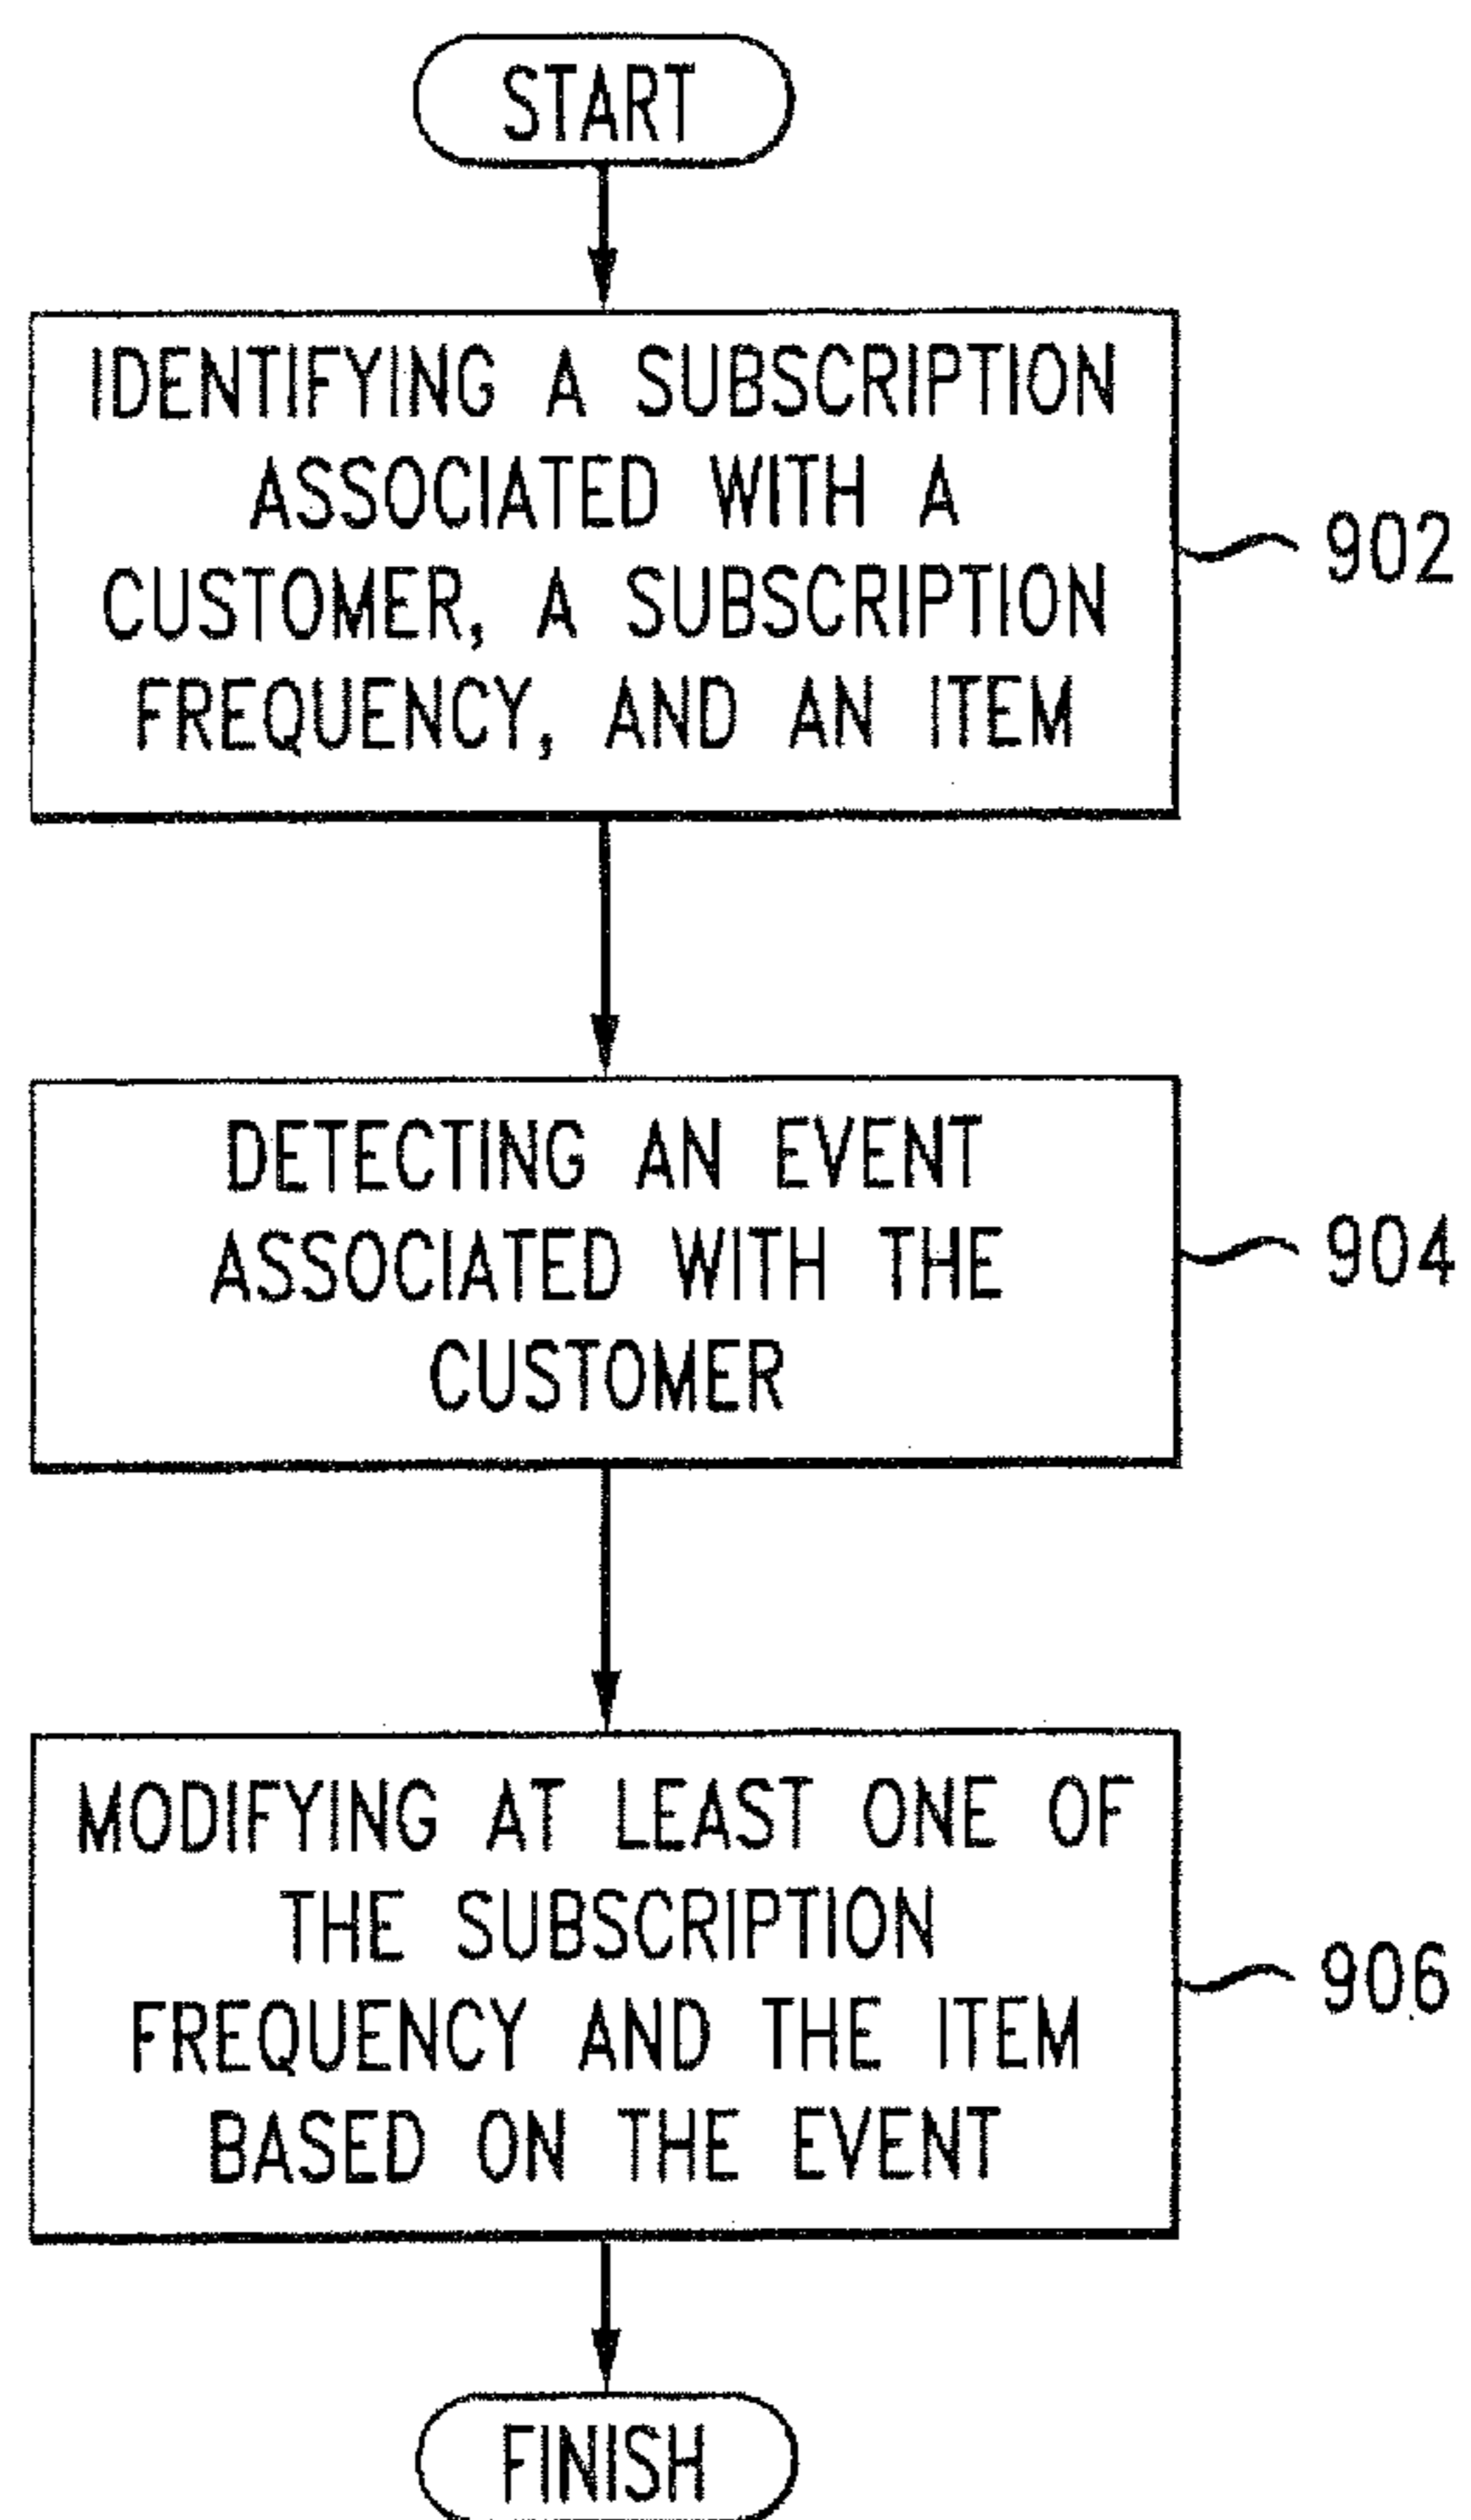 START
IDENTIFYING A SUBSCRIPTION
ASSOCIATED WITH A
CUSTOMER, A SUBSCRIPTION
FREQUENCY, AND AN ITEM
902
DETECTING AN EVENT
ASSOCIATED WITH THE
CUSTOMER
904
MODIFYING AT LEAST ONE OF
THE SUBSCRIPTION
FREQUENCY AND THE ITEM
BASED ON THE EVENT
906
FINISH